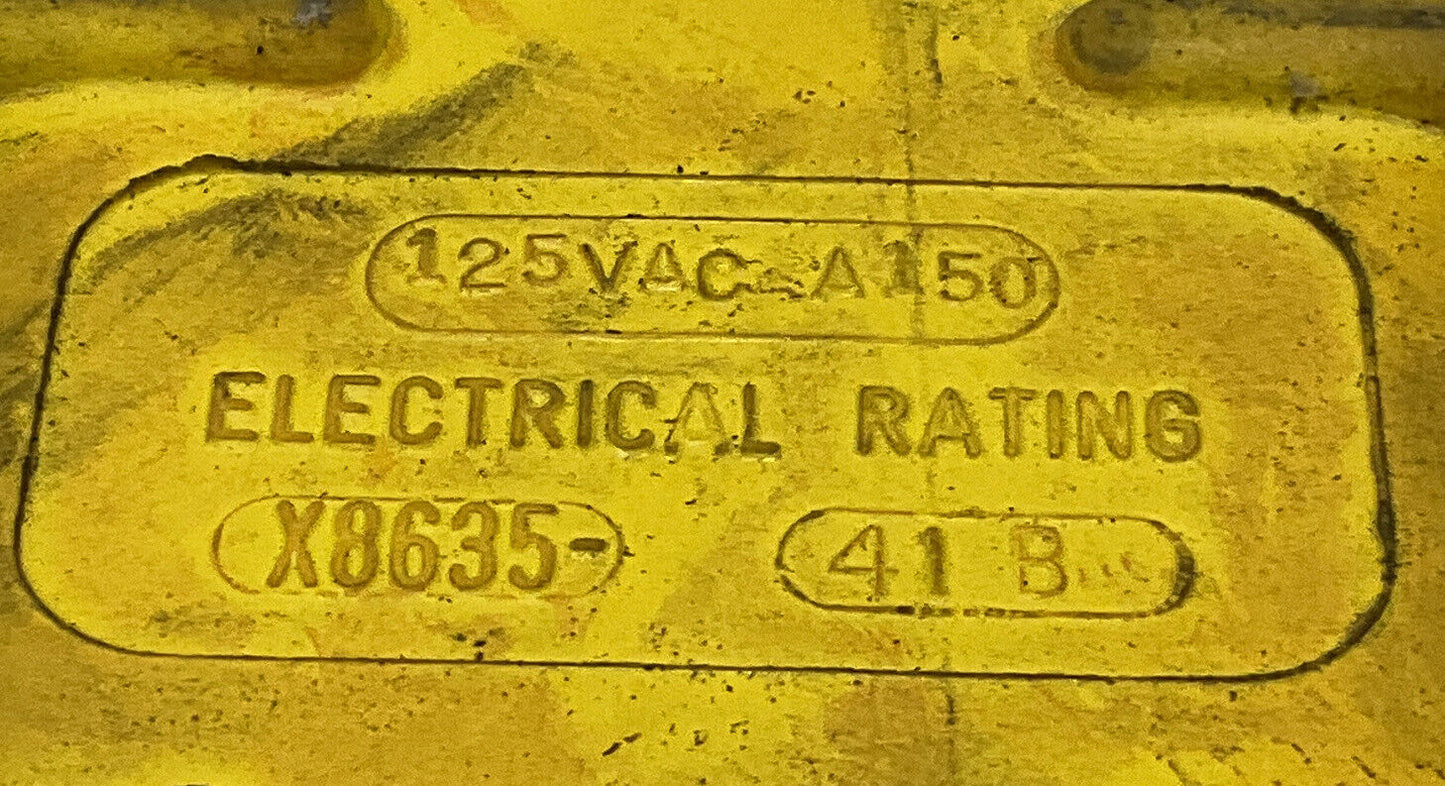 125VAC-A150
ELECTRICAL RATING
X8635- 41 B